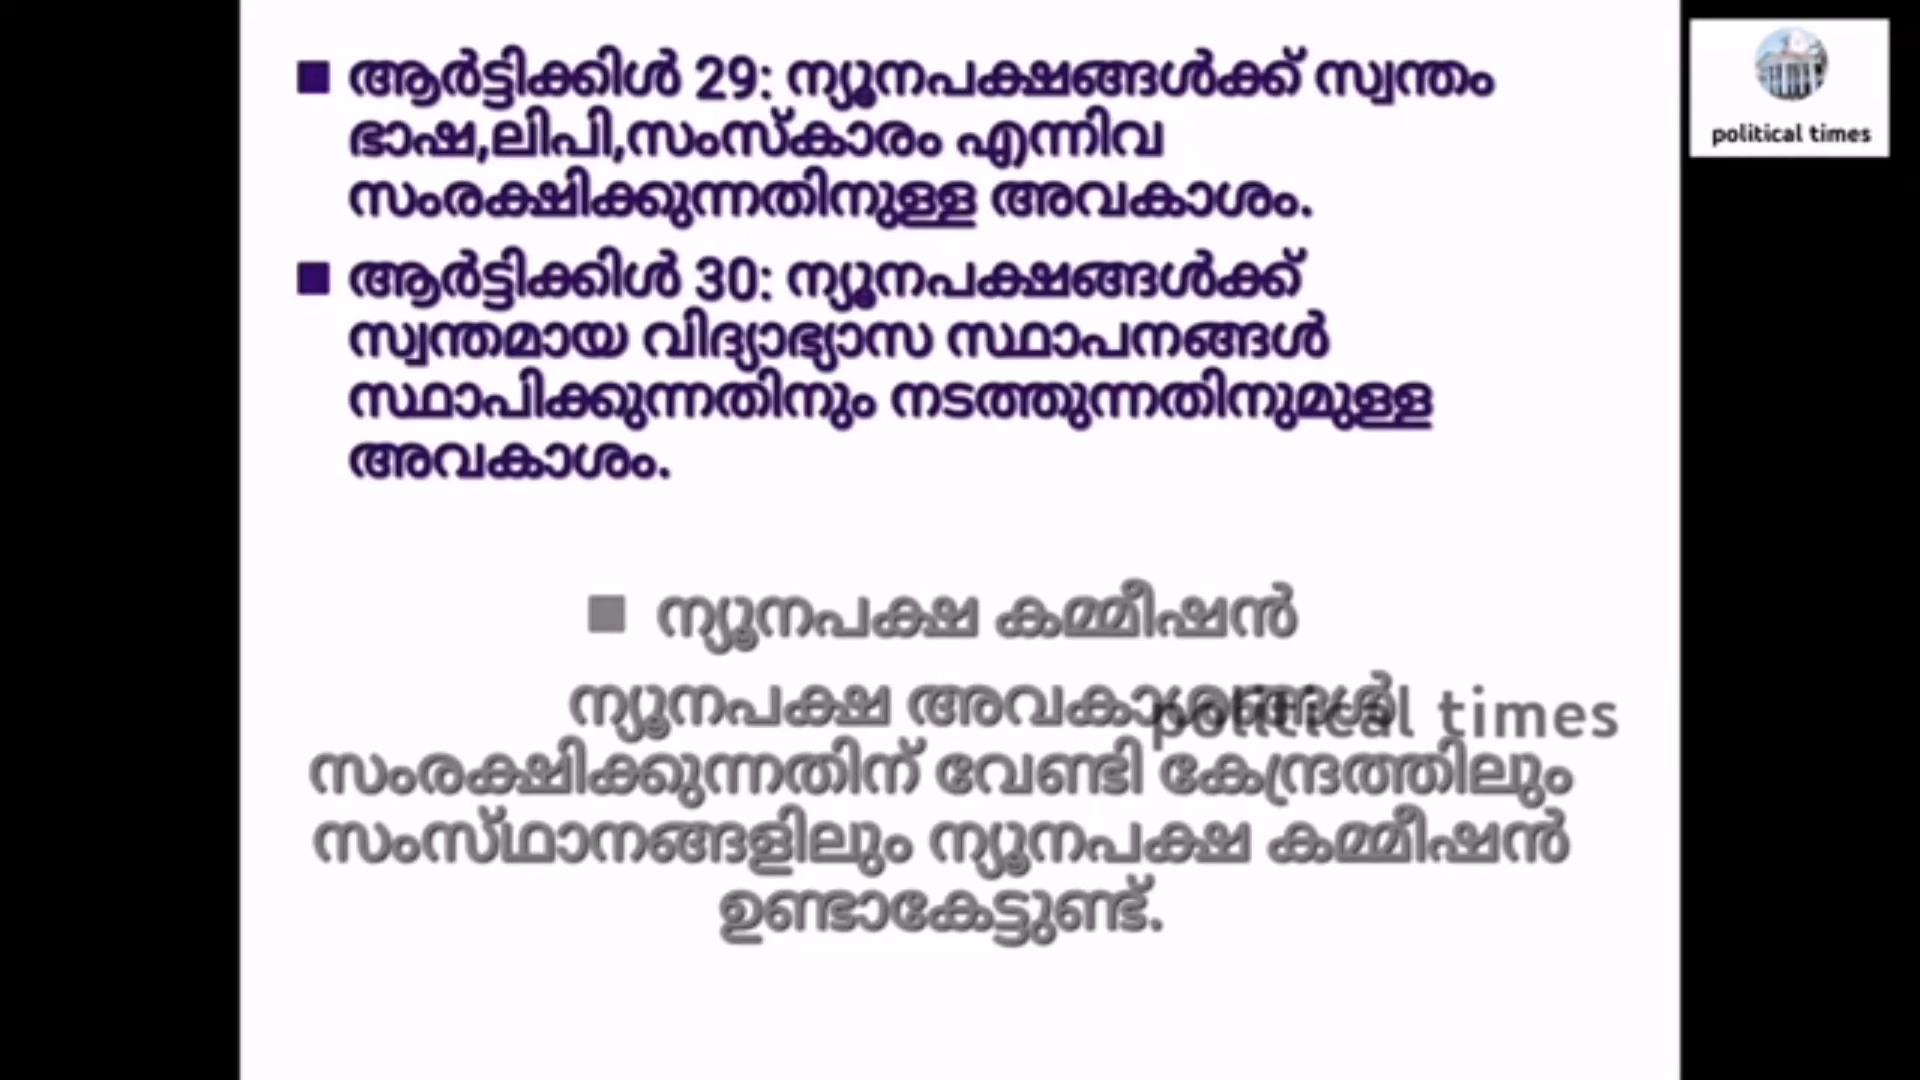 ■ ആർട്ടിക്കിൾ 29: ന്യൂനപക്ഷങ്ങൾക്ക് സ്വന്തം
ഭാഷ,ലിപി,സംസ്കാരം എന്നിവ
സംരക്ഷിക്കുന്നതിനുള്ള അവകാശം.
■ ആർട്ടിക്കിൾ 30: ന്യൂനപക്ഷങ്ങൾക്ക്
സ്വന്തമായ വിദ്യാഭ്യാസ സ്ഥാപനങ്ങൾ
സ്ഥാപിക്കുന്നതിനും നടത്തുന്നതിനുമുള്ള
അവകാശം.
■ ന്യൂനപക്ഷ കമ്മീഷൻ
ന്യൂനപക്ഷ അവകാശങ്ങൾ
സംരക്ഷിക്കുന്നതിന് വേണ്ടി കേന്ദ്രത്തിലും
സംസ്ഥാനങ്ങളിലും ന്യൂനപക്ഷ കമ്മീഷൻ
ഉണ്ടാകേട്ടുണ്ട്.
political times
political times